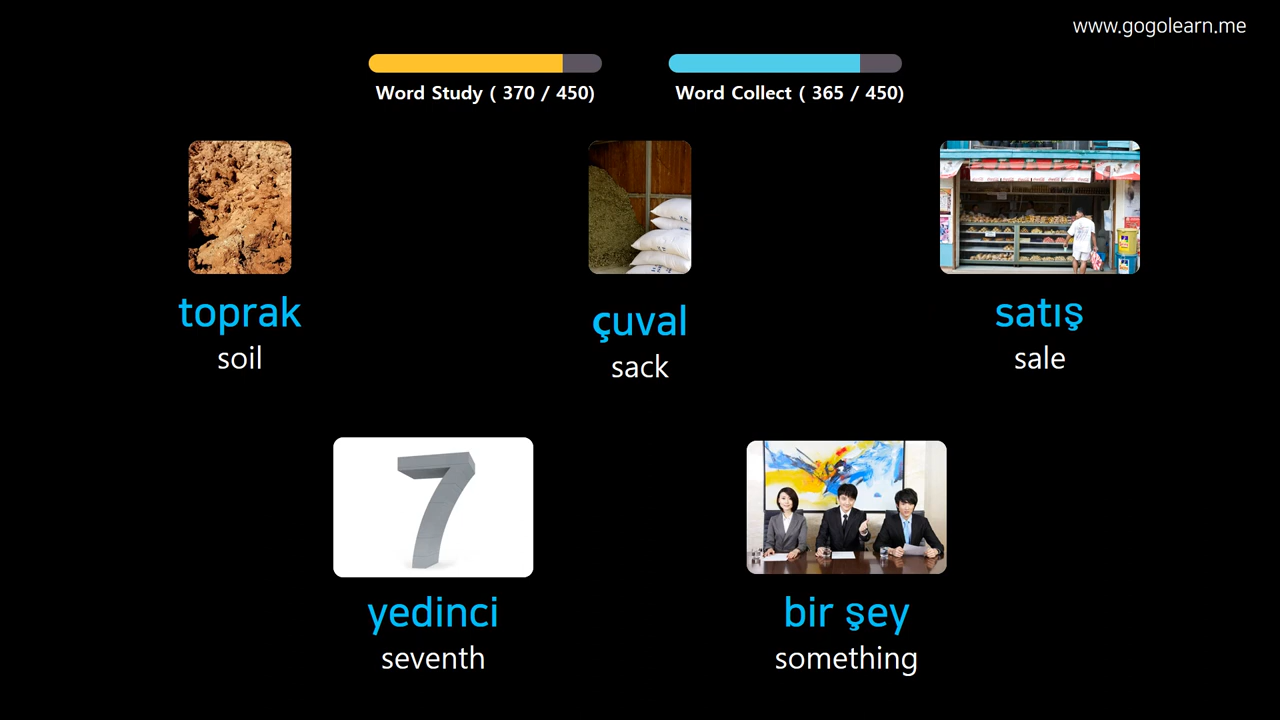 www.gogolearn.me
Word Study ( 370 / 450)
Word Collect ( 365 / 450)
toprak
soil
çuval
sack
satış
sale
yedinci
seventh
bir şey
something